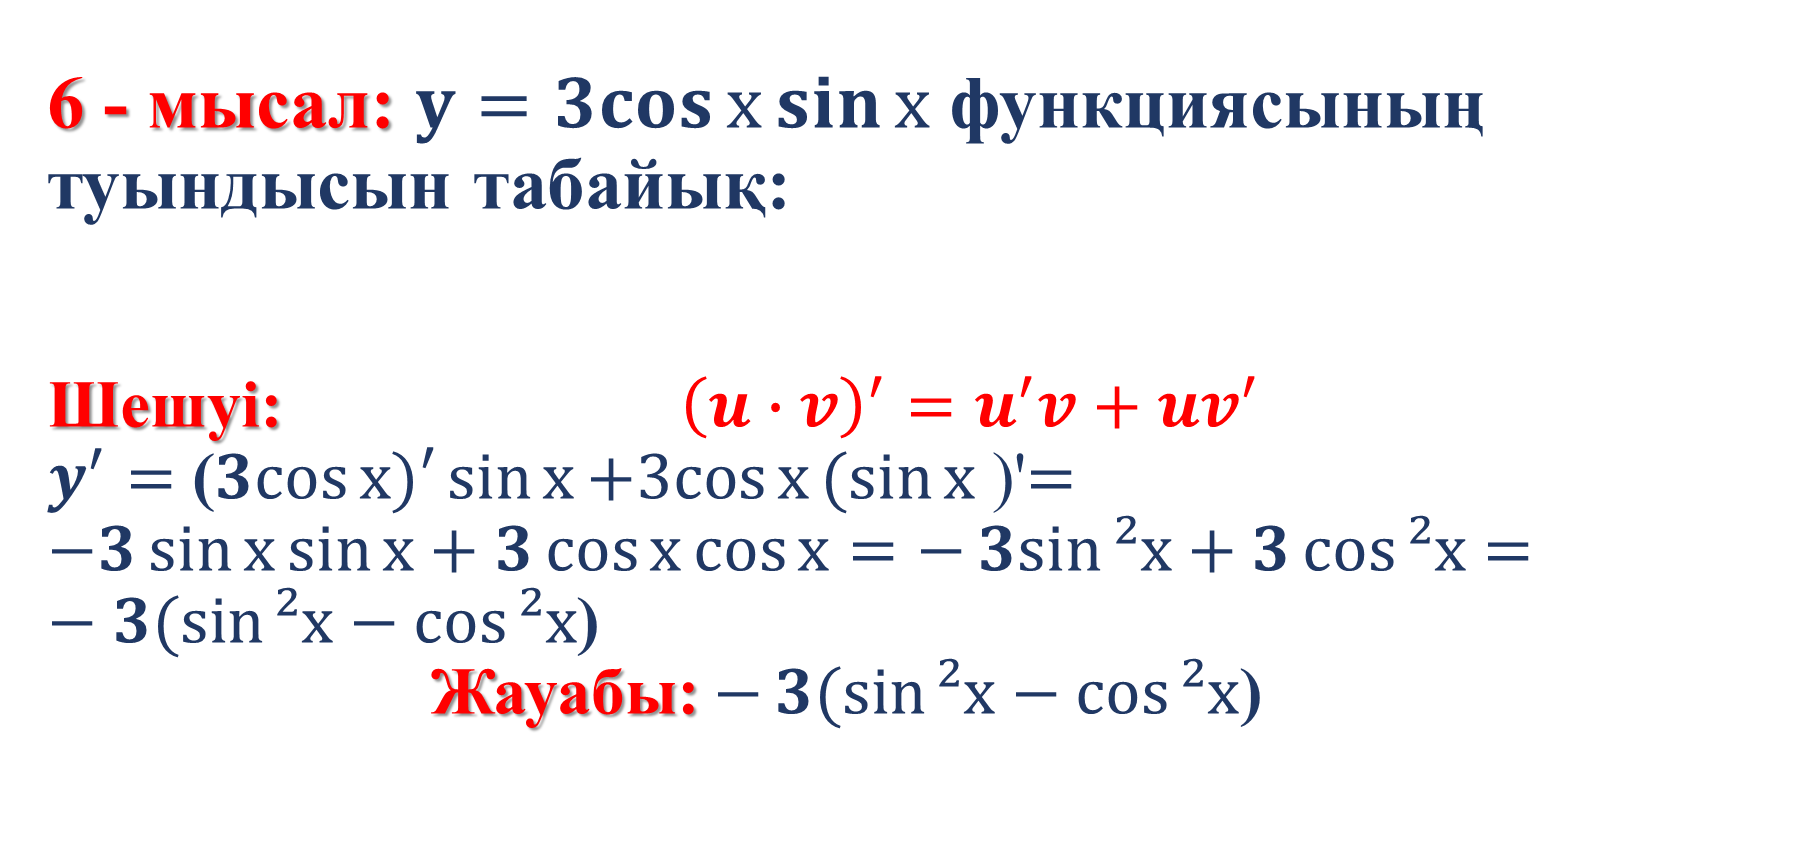 6 - мысал: y = 3cos x sin x функциясының
туындысын табайық:
Шешуі: (u · v)′ = u′v + uv′
y′ = (3cos x)′ sin x +3cos x (sin x )'=
−3 sin x sin x + 3 cos x cos x = − 3sin ²x + 3 cos ²x =
− 3(sin ²x − cos ²x)
Жауабы: − 3(sin ²x − cos ²x)